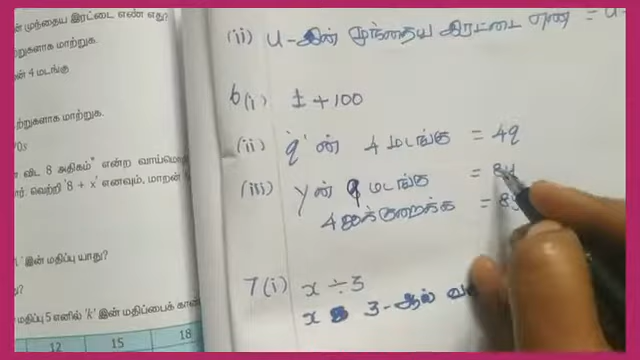 முந்தைய இரட்டை எண் எது?
றுகளாக மாற்றுக.
4 மடங்கு
கூற்றுகளாக மாற்றுக.
விட 8 அதிகம்" என்ற
வெற்றி '8 + x' எனவும், மாறன்
இன் மதிப்பு யாது?
மதிப்பு 5 எனில் 'k' இன் மதிப்பைக்
12 15 18
(ii) u-இன் முந்தைய இரட்டை எண் = u-
6(i) t+100
(ii) 'q' ன் 4 மடங்கு = 4q
(iii) y ன் 8 மடங்கு = 8y
4 ஐக்குறைக்க = 8y
7(i) x ÷ 3
x 3-ஆல்